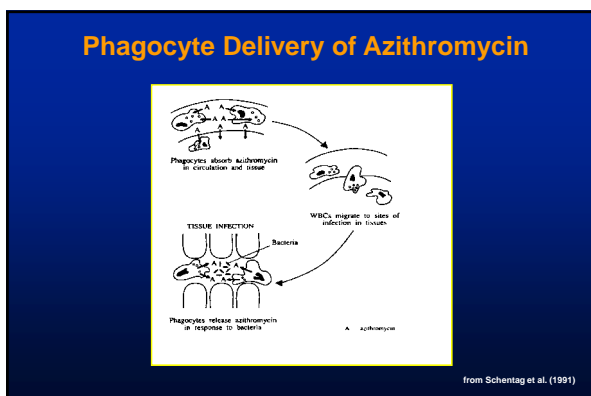 Phagocyte Delivery of Azithromycin
A A
A A A
A A A
Phagocytes absorb azithromycin
in circulation and tissue
WBCs migrate to sites of
infection in tissues
TISSUE INFECTION
Bacteria
A A
A A
Phagocytes release azithromycin
in response to bacteria
A azithromycin
from Schentag et al. (1991)